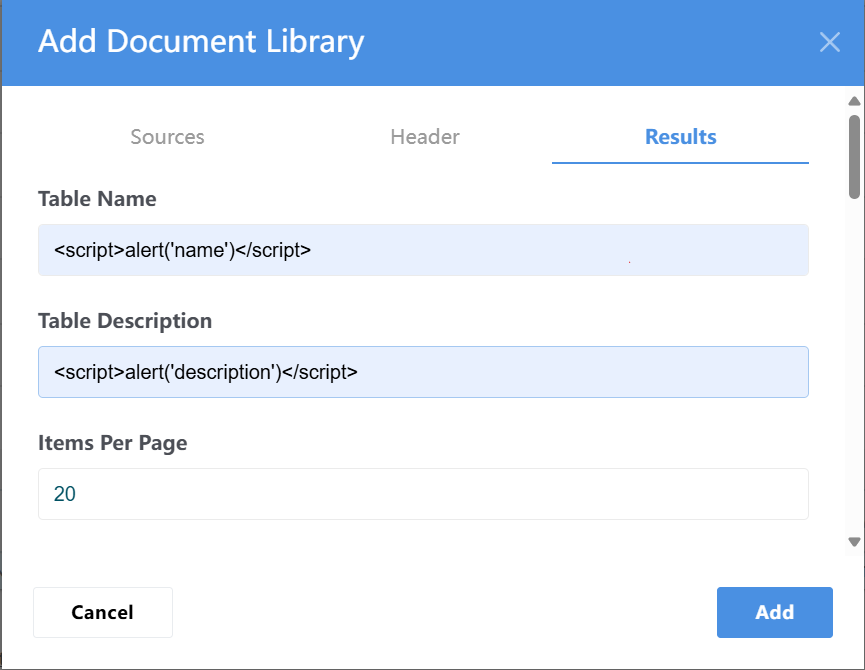 Add Document Library
Sources Header Results
Table Name
<script>alert('name')</script>
Table Description
<script>alert('description')</script>
Items Per Page
20
Cancel Add